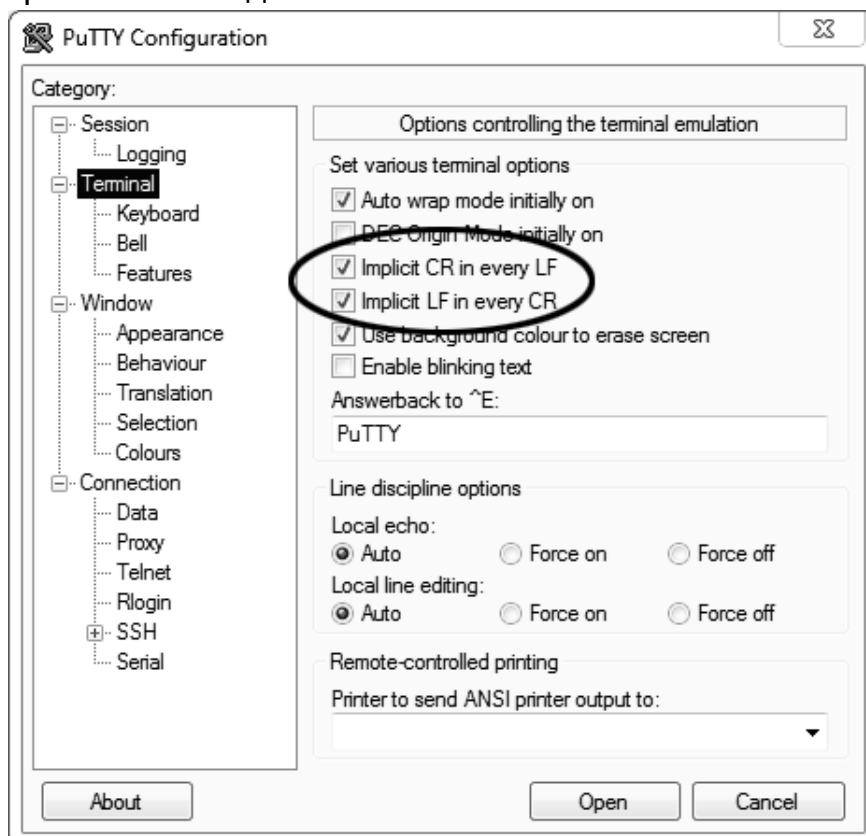 PuTTY Configuration
Category:
Session
Logging
Terminal
Keyboard
Bell
Features
Window
Appearance
Behaviour
Translation
Selection
Colours
Connection
Data
Proxy
Telnet
Rlogin
SSH
Serial
Options controlling the terminal emulation
Set various terminal options
Auto wrap mode initially on
DEC Origin Mode initially on
Implicit CR in every LF
Implicit LF in every CR
Use background colour to erase screen
Enable blinking text
Answerback to ^E:
PuTTY
Line discipline options
Local echo:
Auto Force on Force off
Local line editing:
Auto Force on Force off
Remote-controlled printing
Printer to send ANSI printer output to:
About Open Cancel